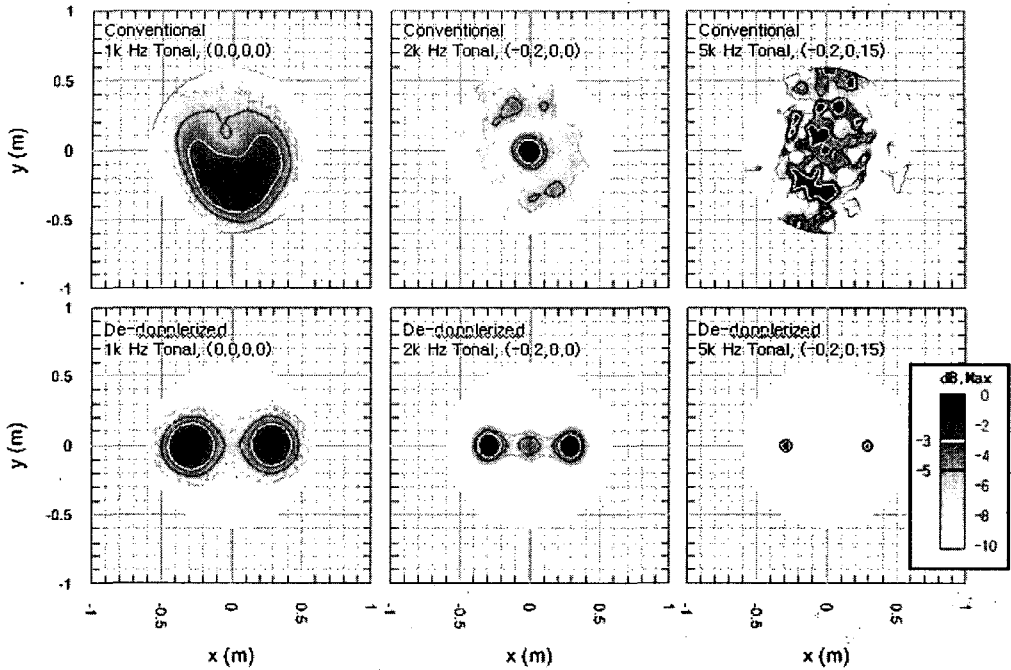 Conventional
1k Hz Tonal, (0,0,0,0)
Conventional
2k Hz Tonal, (-0,2,0,0)
Conventional
5k Hz Tonal, (-0,2,0,15)
1
0.5
0
-0.5
-1
y (m)
De-dopplerized
1k Hz Tonal, (0,0,0,0)
De-dopplerized
2k Hz Tonal, (-0,2,0,0)
De-dopplerized
5k Hz Tonal, (-0,2,0,15)
1
0.5
0
-0.5
-1
y (m)
-1
-0.5
0
0.5
1
-1
-0.5
0
0.5
1
-1
-0.5
0
0.5
1
x (m)
x (m)
x (m)
dB,Max
0
-2
-3
-4
-5
-6
-8
-10